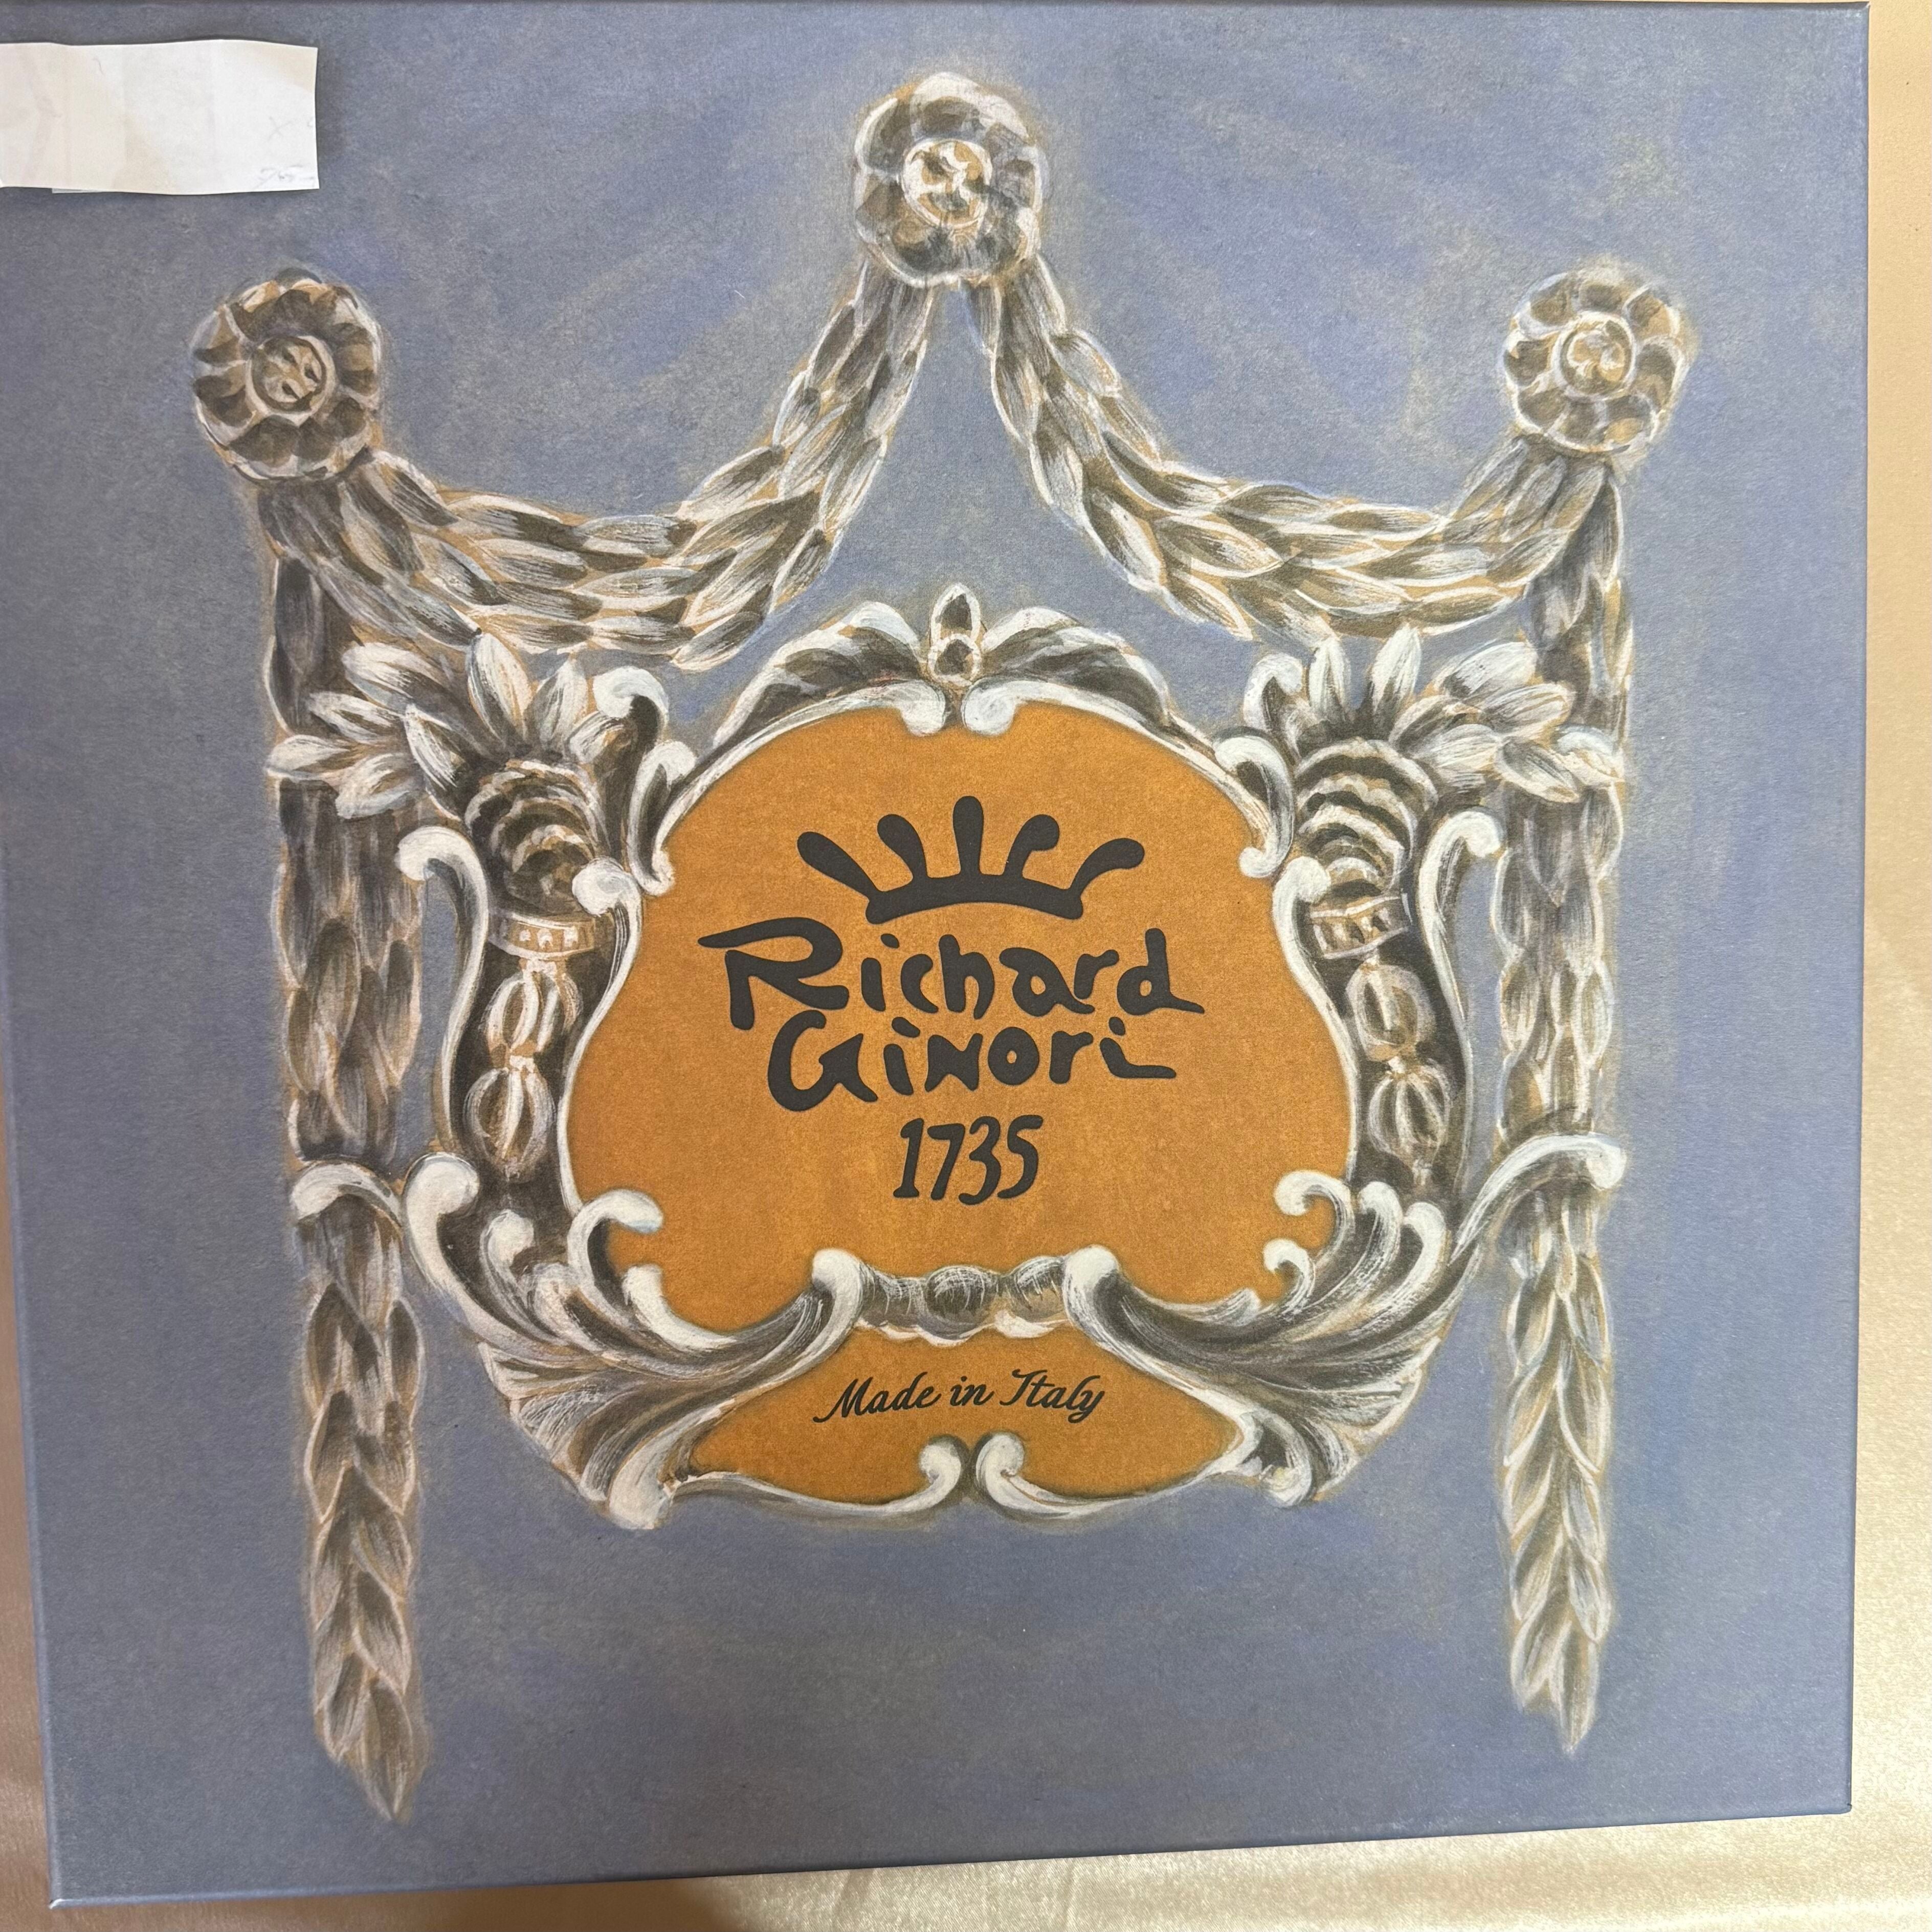 Richard
Ginori
1735
Made in Italy